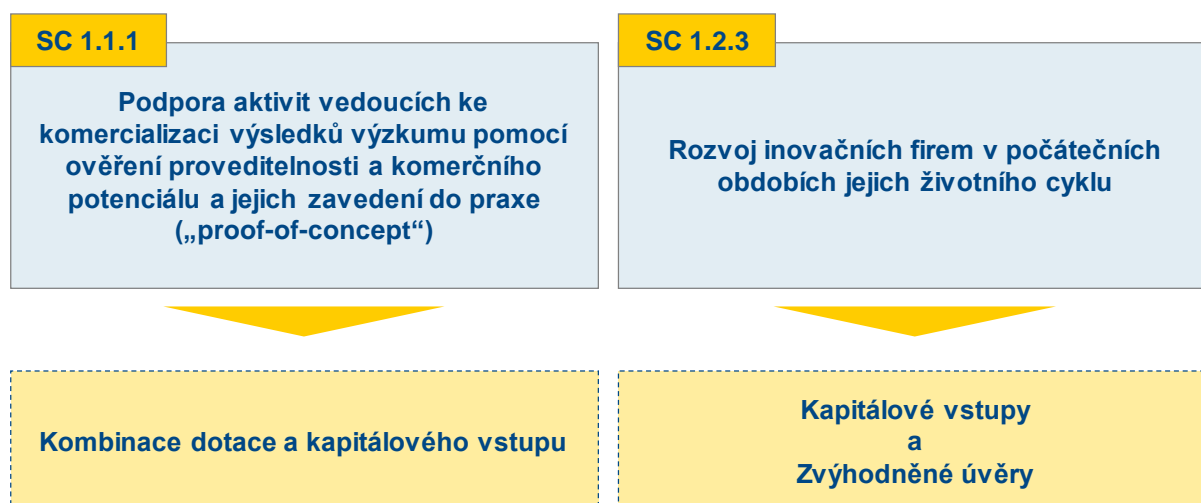 SC 1.1.1
Podpora aktivit vedoucích ke
komercializaci výsledků výzkumu pomocí
ověření proveditelnosti a komerčního
potenciálu a jejich zavedení do praxe
(„proof-of-concept“)
Kombinace dotace a kapitálového vstupu
SC 1.2.3
Rozvoj inovačních firem v počátečních
obdobích jejich životního cyklu
Kapitálové vstupy
a
Zvýhodněné úvěry